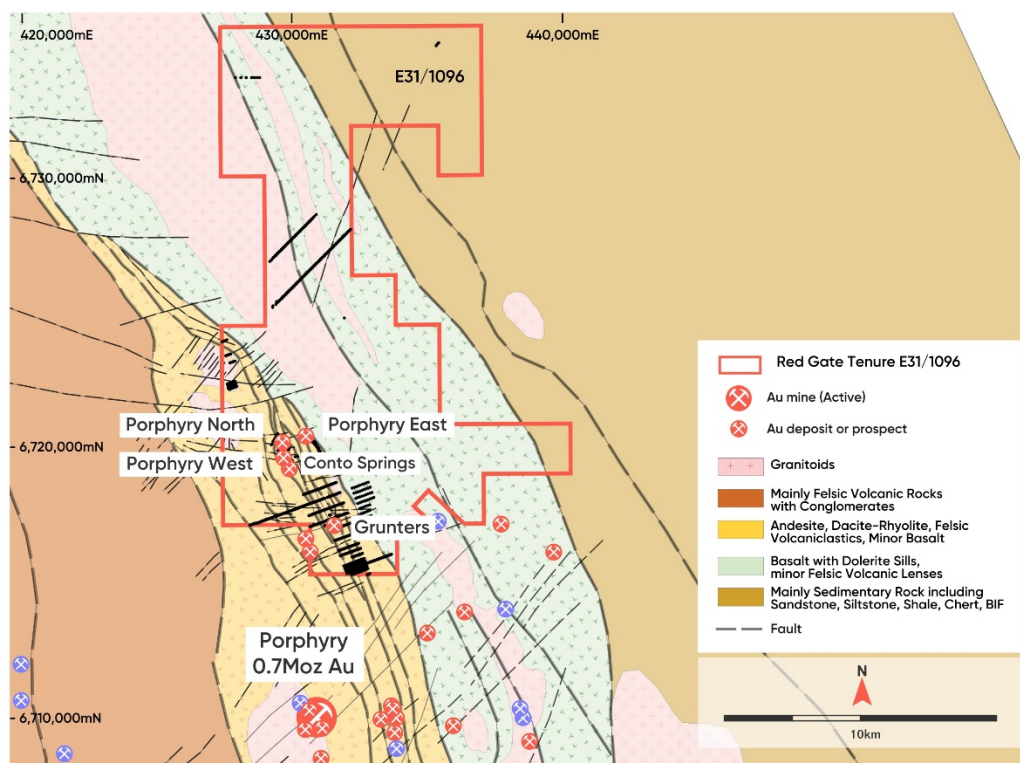 420,000mE
430,000mE
440,000mE
E31/1096
6,730,000mN
Porphyry North
Porphyry East
6,720,000mN
Porphyry West
Conto Springs
Grunters
Porphyry
0.7Moz Au
6,710,000mN
Red Gate Tenure E31/1096
Au mine (Active)
Au deposit or prospect
Granitoids
Mainly Felsic Volcanic Rocks
with Conglomerates
Andesite, Dacite-Rhyolite, Felsic
Volcaniclastics, Minor Basalt
Basalt with Dolerite Sills,
minor Felsic Volcanic Lenses
Mainly Sedimentary Rock including
Sandstone, Siltstone, Shale, Chert, BIF
Fault
N
10km